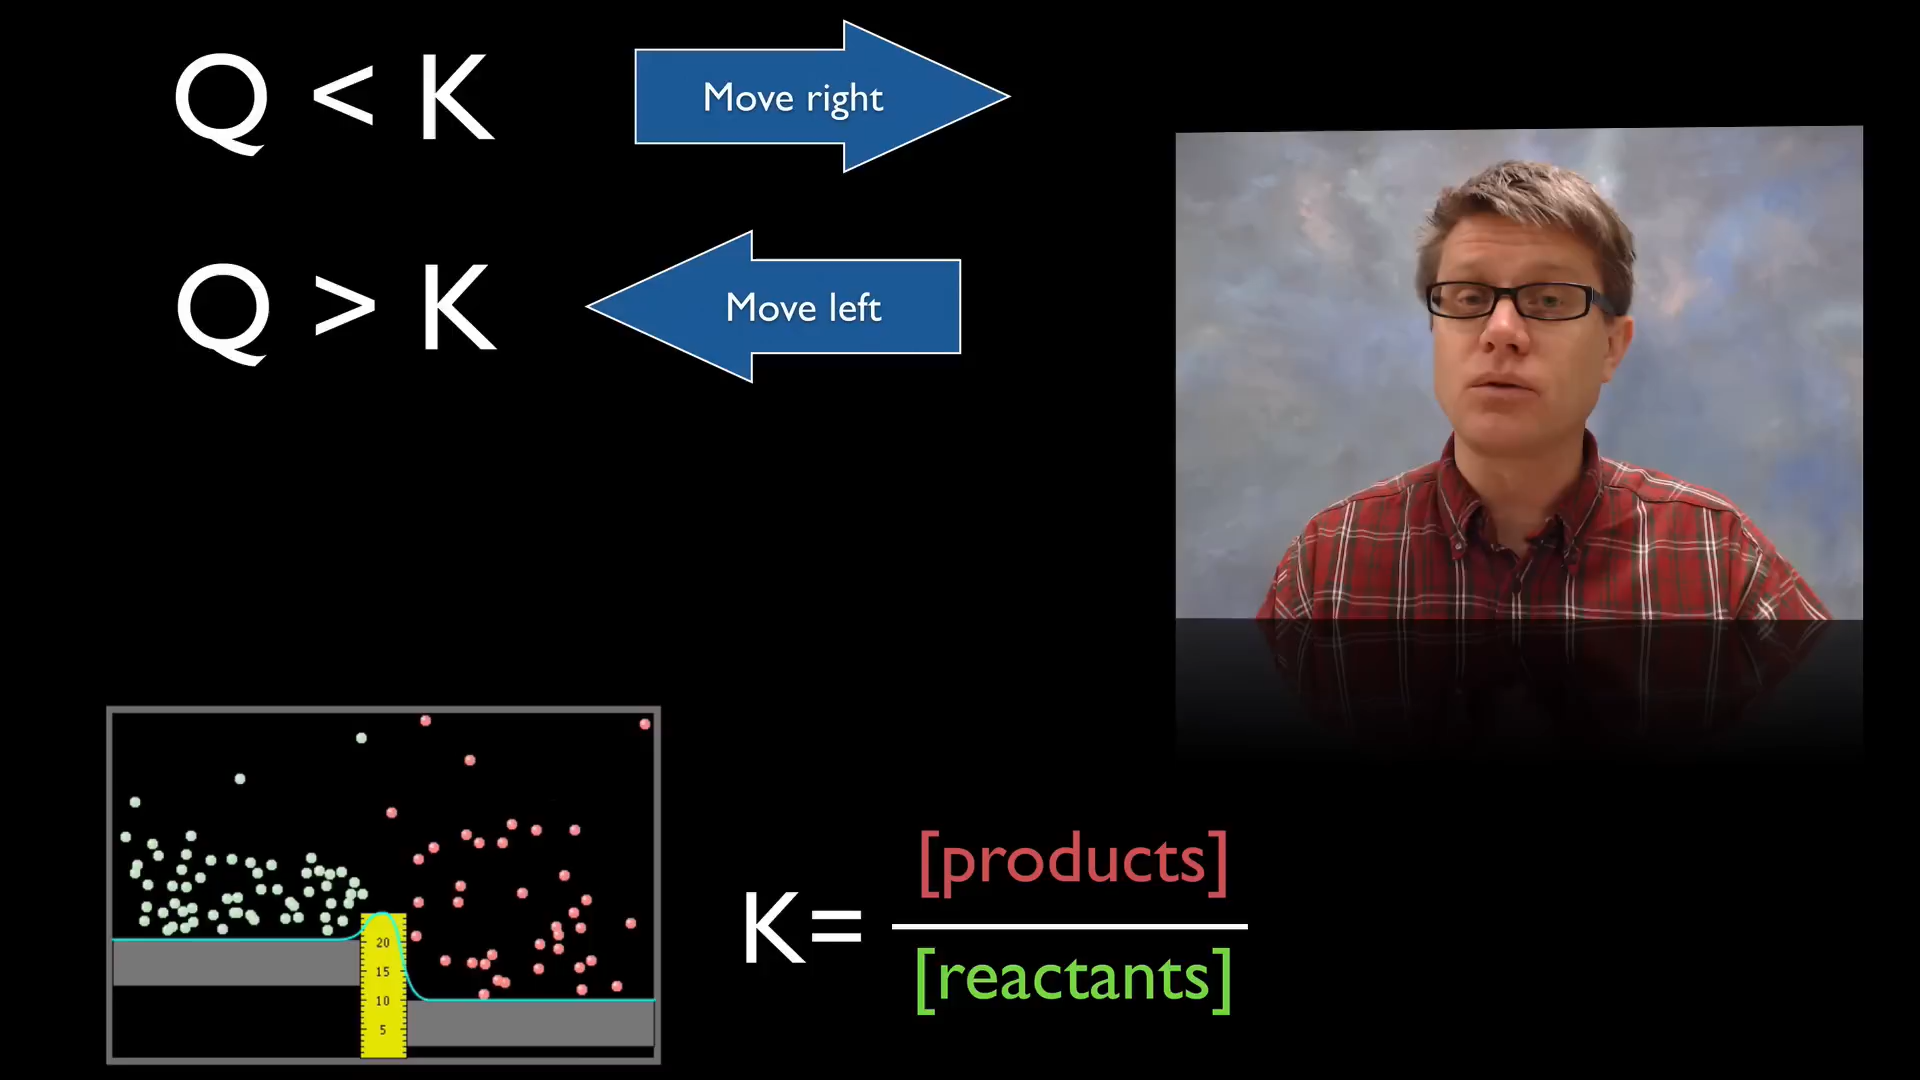 Q < K
Move right
Q > K
Move left
20
15
10
5
K=
[products]
[reactants]